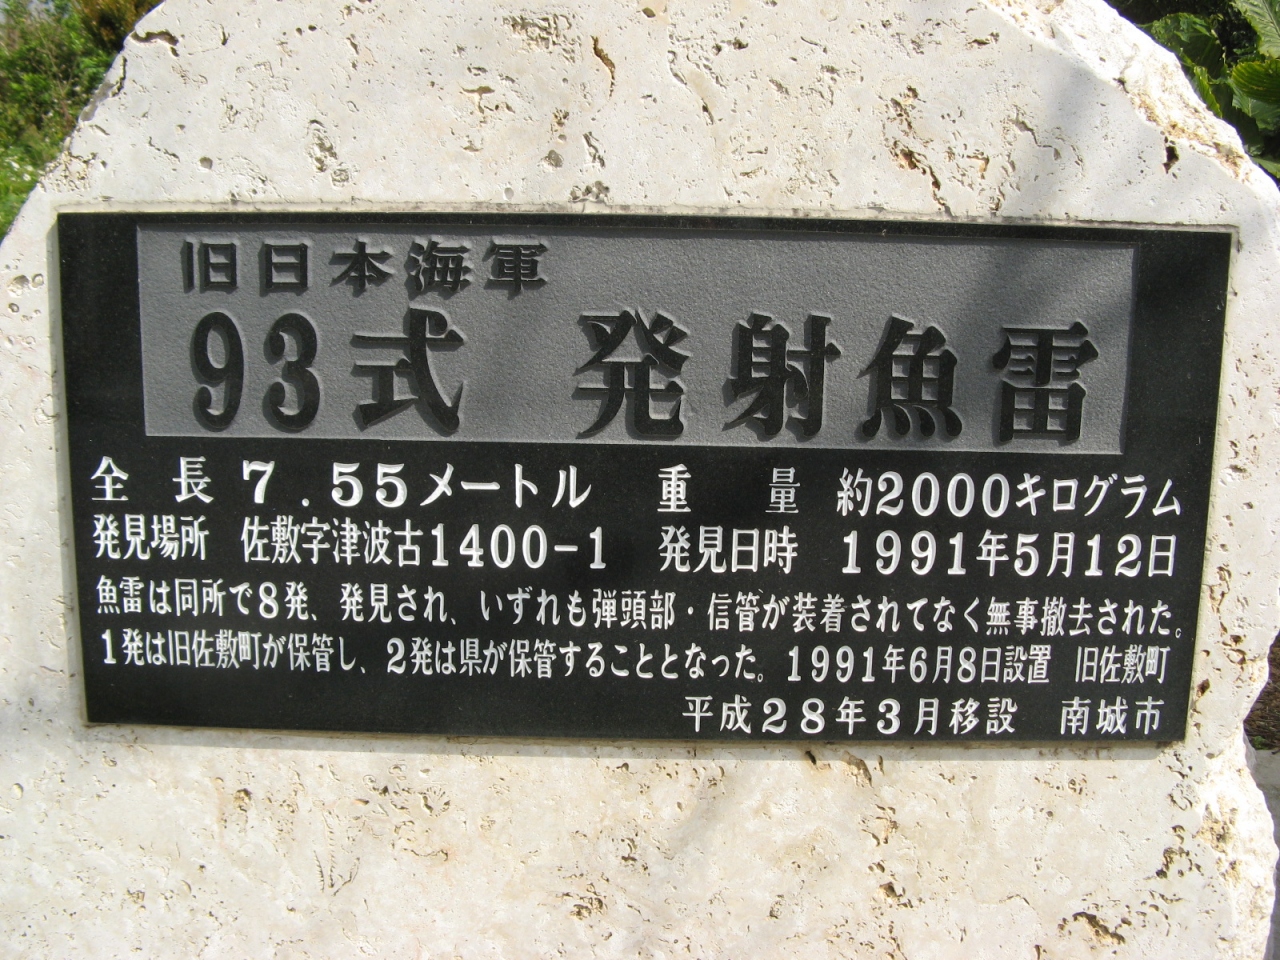 旧日本海軍
93式 発射魚雷
全 長 7.55メートル 重 量 約2000キログラム
発見場所 佐敷字津波古1400-1 発見日時 1991年5月12日
魚雷は同所で8発、発見され、いずれも弾頭部・信管が装着されてなく無事撤去された。
1発は旧佐敷町が保管し、2発は県が保管することとなった。1991年6月8日設置 旧佐敷町
平成28年3月移設 南城市